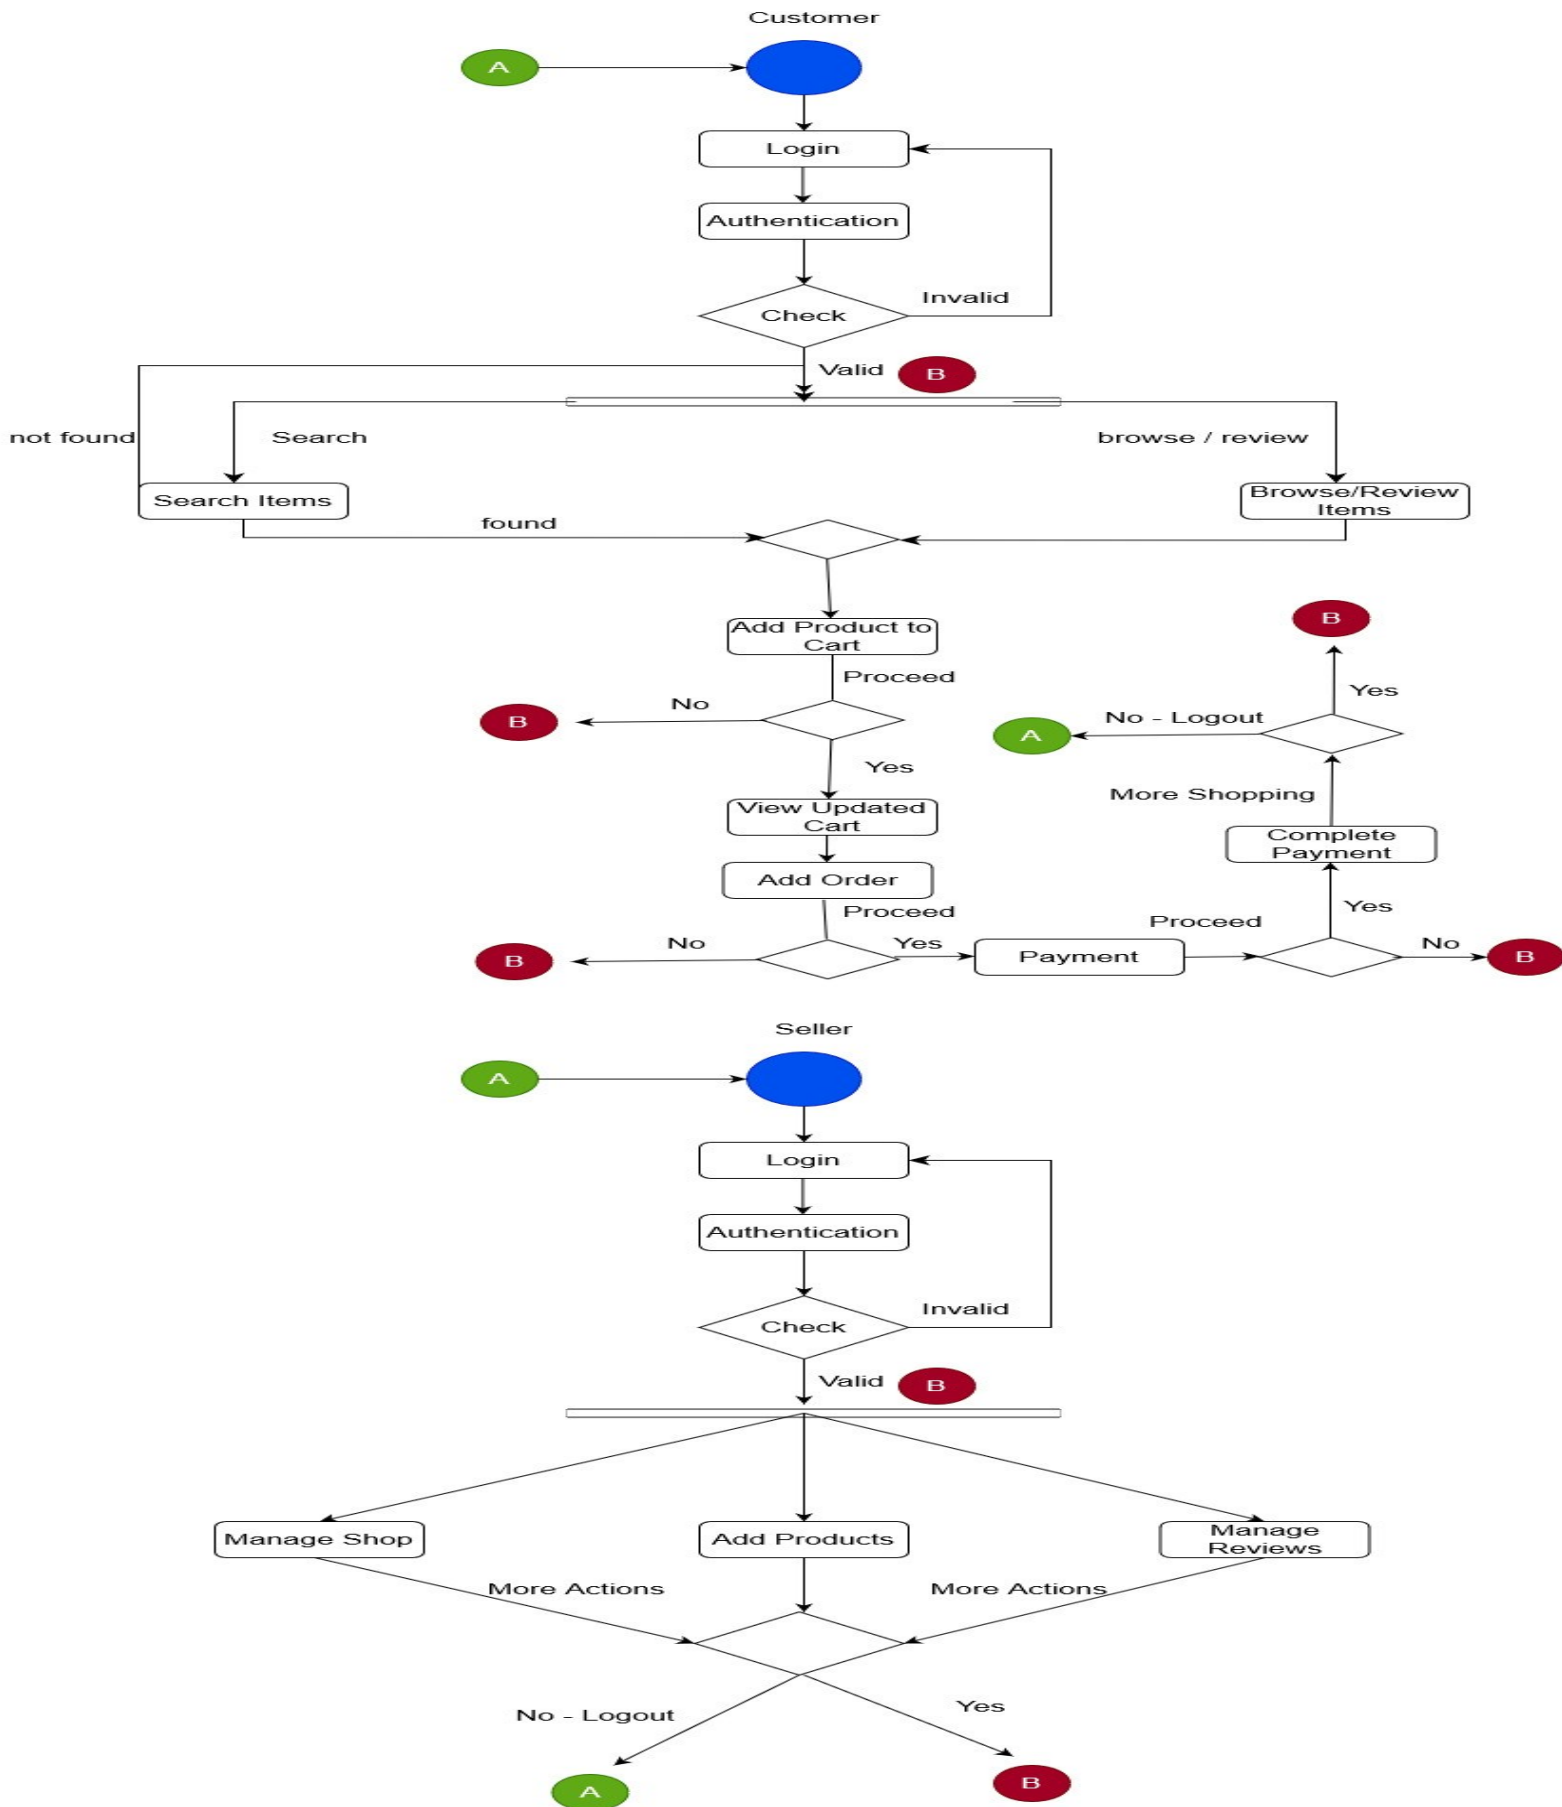 Customer
A
Login
Authentication
Invalid
Check
Valid
B
not found
Search
browse / review
Search Items
Browse/Review
Items
found
Add Product to
Cart
B
Proceed
Yes
No
B
No - Logout
A
Yes
More Shopping
View Updated
Cart
Complete
Payment
Add Order
Proceed
Yes
Proceed
No
B
Yes
Payment
No
B
Seller
A
Login
Authentication
Invalid
Check
Valid
B
Manage Shop
Add Products
Manage
Reviews
More Actions
More Actions
No - Logout
Yes
A
B